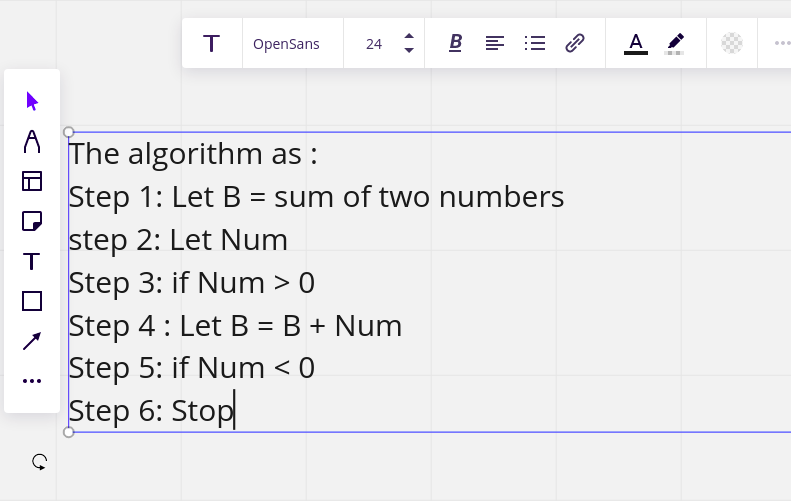 T OpenSans 24 B A
T
The algorithm as :
Step 1: Let B = sum of two numbers
step 2: Let Num
Step 3: if Num > 0
Step 4 : Let B = B + Num
Step 5: if Num < 0
Step 6: Stop